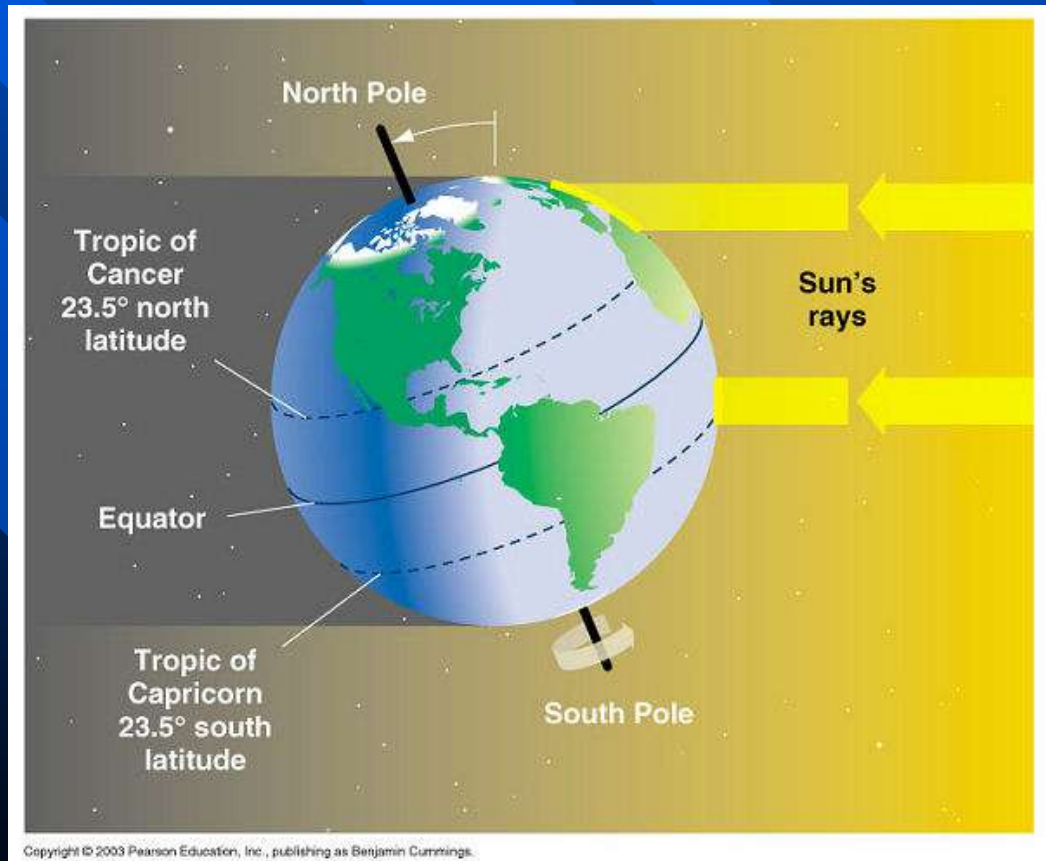 North Pole
Tropic of
Cancer
23.5° north
latitude
Sun's
rays
Equator
Tropic of
Capricorn
23.5° south
latitude
South Pole
Copyright © 2003 Pearson Education, Inc., publishing as Benjamin Cummings.